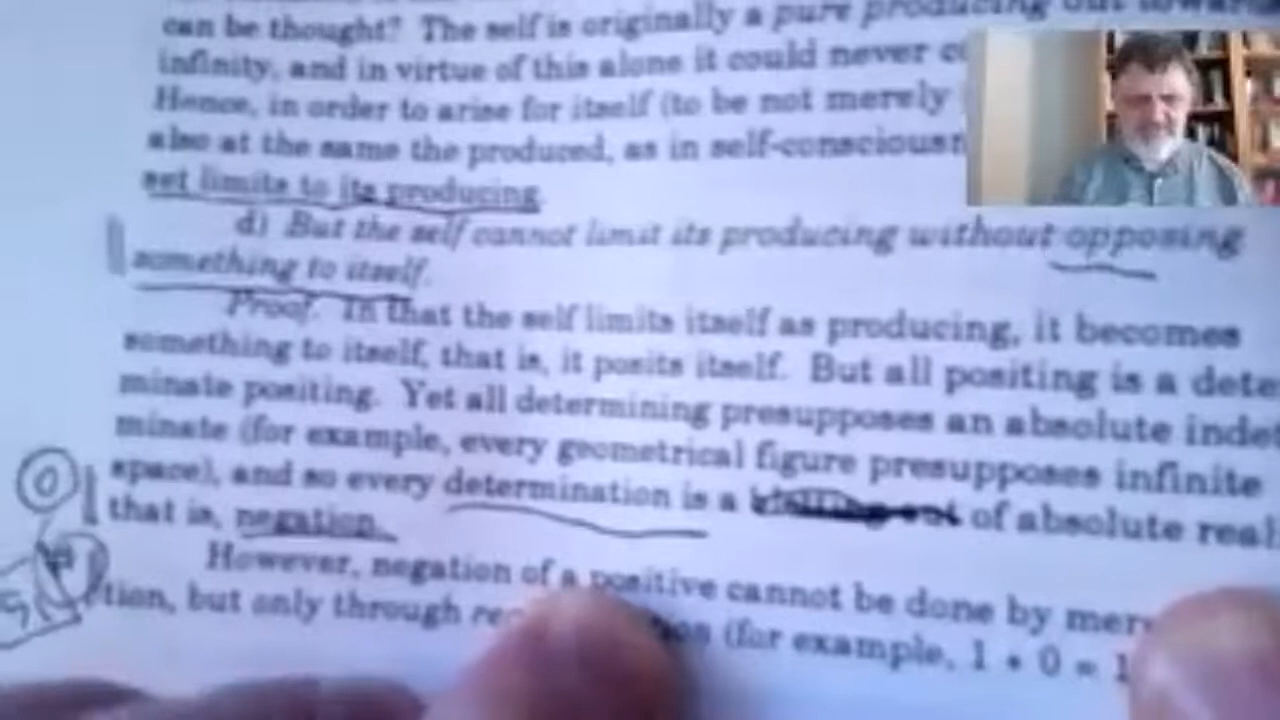 can be thought? The self is originally a pure producing out towards
infinity, and in virtue of this alone it could never
Hence, in order to arise for itself (to be not merely
also at the same the produced, as in self-consciousn
set limits to its producing.
d) But the self cannot limit its producing without opposing
something to itself.
Proof. In that the self limits itself as producing, it becomes
something to itself, that is, it posits itself. But all positing is a dete
minate positing. Yet all determining presupposes an absolute indet
minate (for example, every geometrical figure presupposes infinite
space), and so every determination is a of absolute real
that is, negation.
However, negation of a positive cannot be done by mer
tion, but only through (for example, 1 + 0 = 1